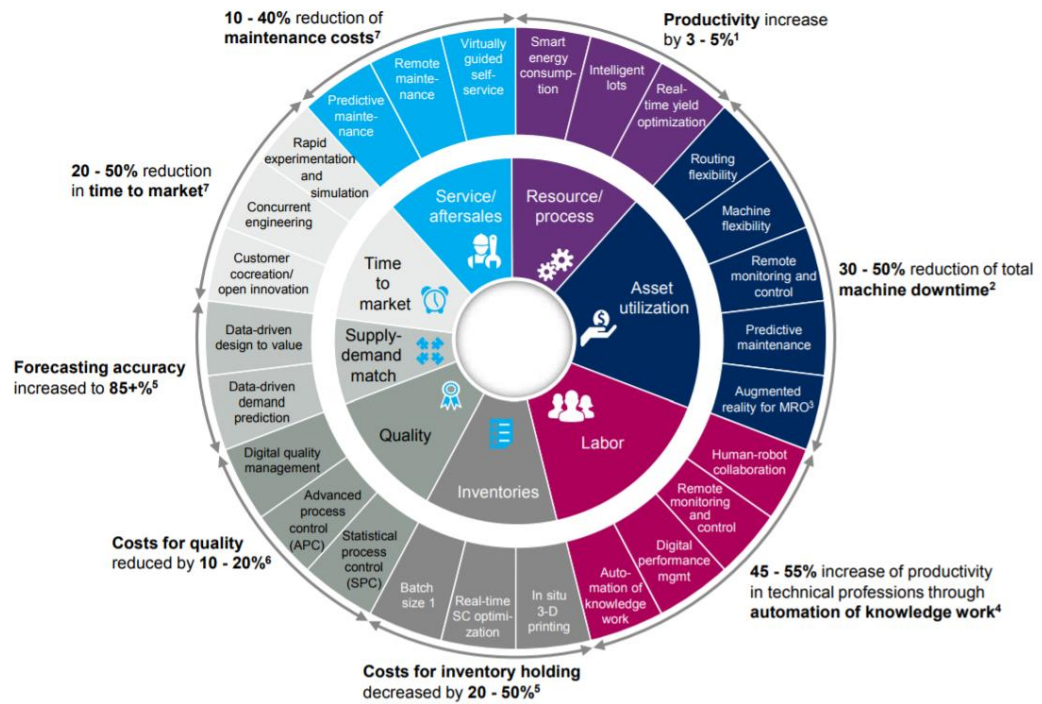 10 - 40% reduction of
maintenance costs⁷
Productivity increase
by 3 - 5%¹
Virtually
guided
self-
service
Smart
energy
consump-
tion
Remote
mainte-
nance
Intelligent
lots
Predictive
mainte-
nance
Real-
time yield
optimization
Rapid
experimentation
and
simulation
Routing
flexibility
20 - 50% reduction
in time to market⁷
Concurrent
engineering
Machine
flexibility
Customer
cocreation/
open innovation
Remote
monitoring and
control
30 - 50% reduction of total
machine downtime²
Data-driven
design to value
Predictive
maintenance
Forecasting accuracy
increased to 85+%⁵
Data-driven
demand
prediction
Augmented
reality for MRO³
Digital quality
management
Human-robot
collaboration
Advanced
process
control
(APC)
Remote
monitoring
and
control
Costs for quality
reduced by 10 - 20%⁶
Statistical
process
control
(SPC)
Digital
performance
mgmt
45 - 55% increase of productivity
in technical professions through
automation of knowledge work⁴
Batch
size 1
Real-time
SC optimi-
zation
In situ
3-D
printing
Auto-
mation of
knowledge
work
Costs for inventory holding
decreased by 20 - 50%⁵
Service/
aftersales
Resource/
process
Time
to
market
Asset
utilization
$
Supply-
demand
match
Quality
Labor
Inventories